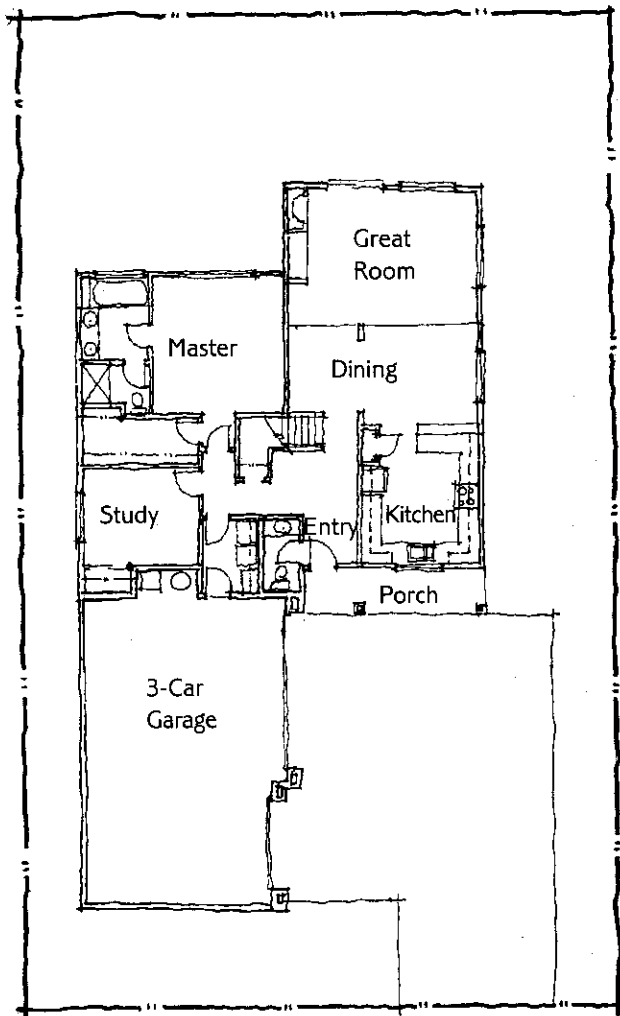 Great
Room
Master
Dining
Study
Entry
Kitchen
Porch
3-Car
Garage